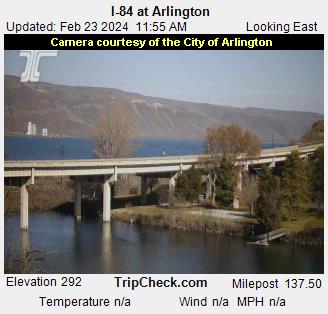 I-84 at Arlington
Updated: Feb 23 2024 11:55 AM Looking East
Camera courtesy of the City of Arlington
Elevation 292 TripCheck.com Milepost 137.50
Temperature n/a Wind n/a MPH n/a